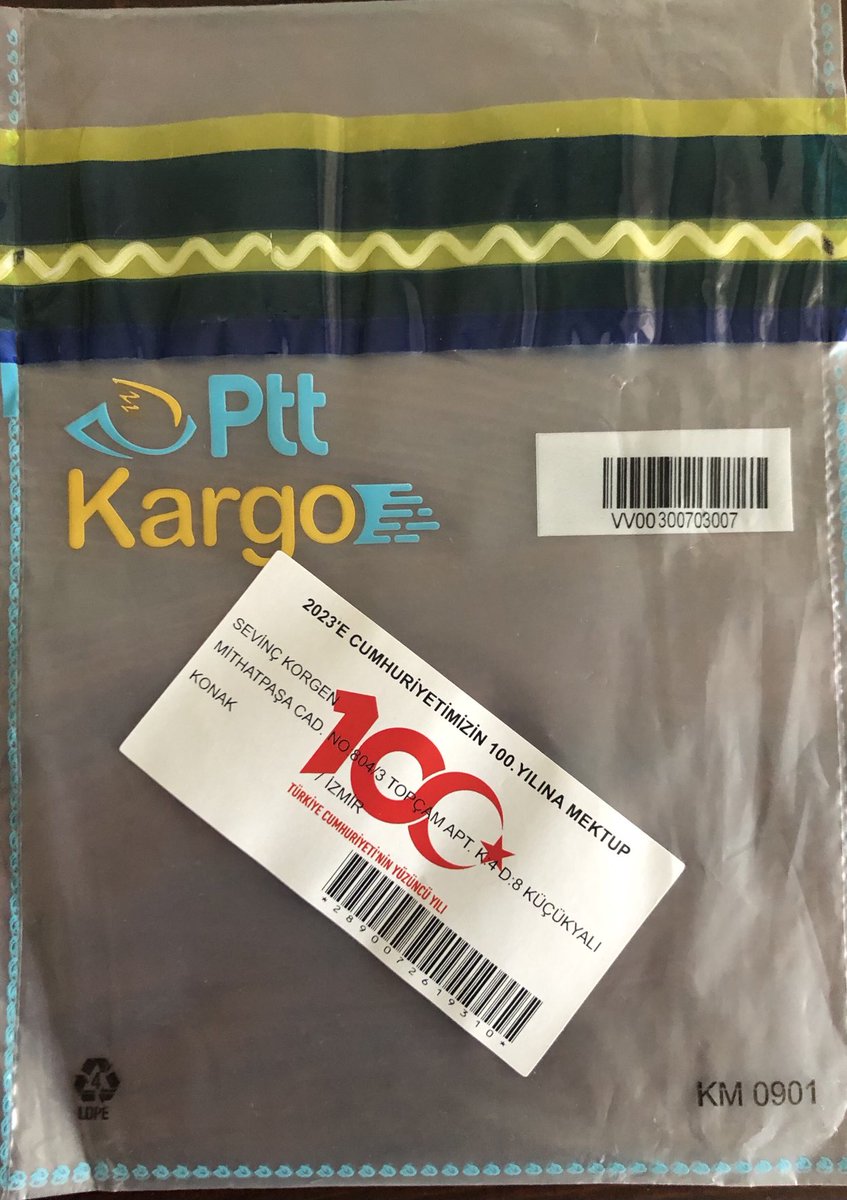 Ptt
Kargo
VV00300703007
2023'E CUMHURİYETİMİZİN 100.YILINA MEKTUP
SEVİNÇ KORGEN
MİTHATPAŞA CAD. NO 804/3 TOPÇAM APT. K:4 D:8 KÜÇÜKYALI
KONAK / İZMİR
100
TÜRKİYE CUMHURİYETİ'NİN YÜZÜNCÜ YILI
*2890072619310*
4
LDPE
KM 0901